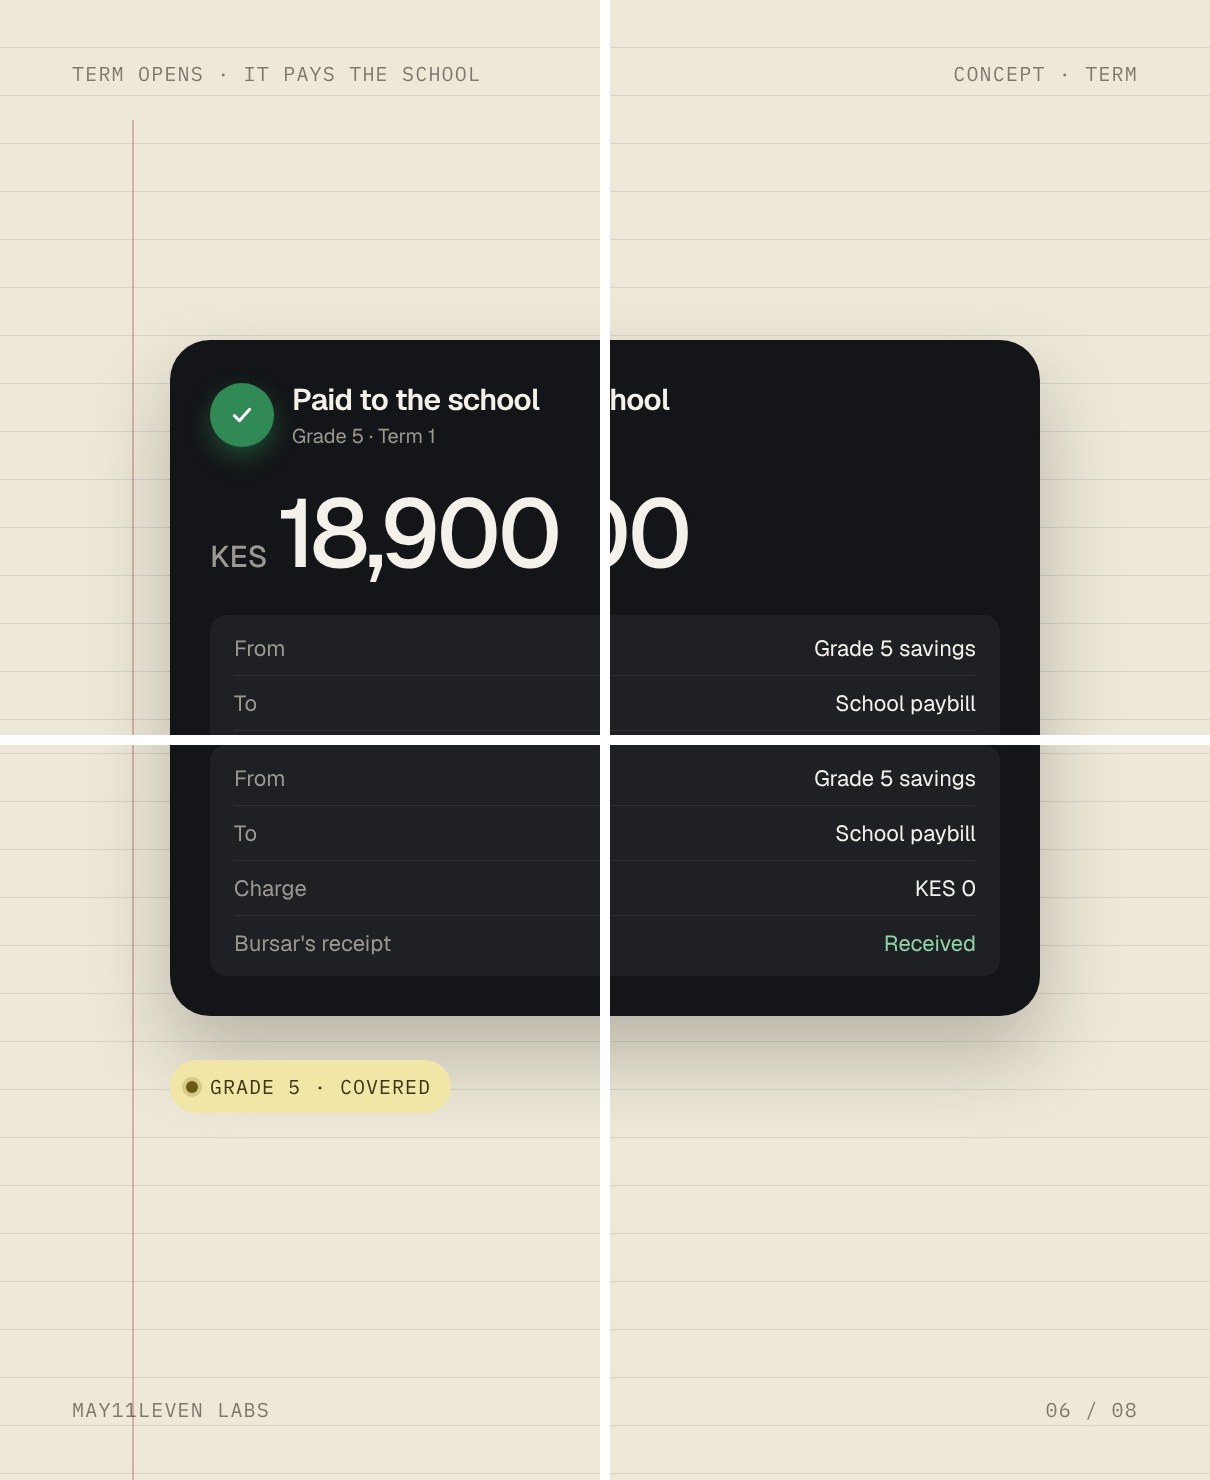 TERM OPENS · IT PAYS THE SCHOOL
CONCEPT · TERM
Paid to the school
hool
Grade 5 · Term 1
KES 18,900
00
From
Grade 5 savings
To
School paybill
From
Grade 5 savings
To
School paybill
Charge
KES 0
Bursar's receipt
Received
GRADE 5 · COVERED
MAY11LEVEN LABS
06 / 08